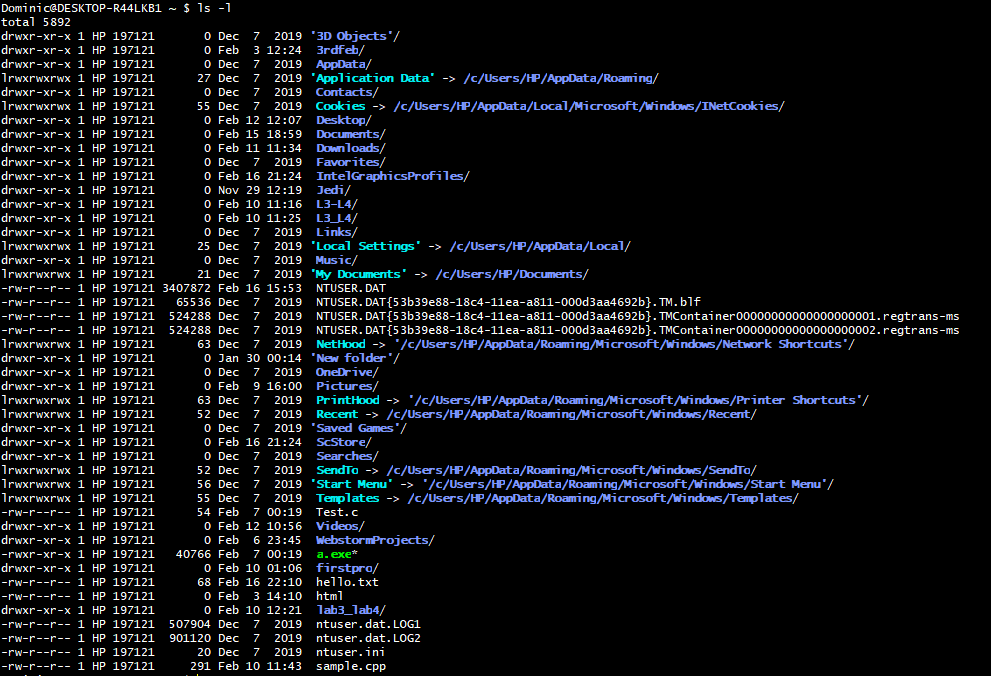 Dominic@DESKTOP-R44LKB1 ~ $ ls -l
total 5892
drwxr-xr-x 1 HP 197121       0 Dec  7  2019 '3D Objects'/
drwxr-xr-x 1 HP 197121       0 Feb  3 12:24  3rdfeb/
drwxr-xr-x 1 HP 197121       0 Dec  7  2019  AppData/
lrwxrwxrwx 1 HP 197121      27 Dec  7  2019 'Application Data' -> /c/Users/HP/AppData/Roaming/
drwxr-xr-x 1 HP 197121       0 Dec  7  2019  Contacts/
lrwxrwxrwx 1 HP 197121      55 Dec  7  2019  Cookies -> /c/Users/HP/AppData/Local/Microsoft/Windows/INetCookies/
drwxr-xr-x 1 HP 197121       0 Feb 12 12:07  Desktop/
drwxr-xr-x 1 HP 197121       0 Feb 15 18:59  Documents/
drwxr-xr-x 1 HP 197121       0 Feb 11 11:34  Downloads/
drwxr-xr-x 1 HP 197121       0 Dec  7  2019  Favorites/
drwxr-xr-x 1 HP 197121       0 Feb 16 21:24  IntelGraphicsProfiles/
drwxr-xr-x 1 HP 197121       0 Nov 29 12:19  Jedi/
drwxr-xr-x 1 HP 197121       0 Feb 10 11:16  L3-L4/
drwxr-xr-x 1 HP 197121       0 Feb 10 11:25  L3_L4/
drwxr-xr-x 1 HP 197121       0 Dec  7  2019  Links/
lrwxrwxrwx 1 HP 197121      25 Dec  7  2019 'Local Settings' -> /c/Users/HP/AppData/Local/
drwxr-xr-x 1 HP 197121       0 Dec  7  2019  Music/
lrwxrwxrwx 1 HP 197121      21 Dec  7  2019 'My Documents' -> /c/Users/HP/Documents/
-rw-r--r-- 1 HP 197121 3407872 Feb 16 15:53  NTUSER.DAT
-rw-r--r-- 1 HP 197121   65536 Dec  7  2019  NTUSER.DAT{53b39e88-18c4-11ea-a811-000d3aa4692b}.TM.blf
-rw-r--r-- 1 HP 197121  524288 Dec  7  2019  NTUSER.DAT{53b39e88-18c4-11ea-a811-000d3aa4692b}.TMContainer00000000000000000001.regtrans-ms
-rw-r--r-- 1 HP 197121  524288 Dec  7  2019  NTUSER.DAT{53b39e88-18c4-11ea-a811-000d3aa4692b}.TMContainer00000000000000000002.regtrans-ms
lrwxrwxrwx 1 HP 197121      63 Dec  7  2019  NetHood -> '/c/Users/HP/AppData/Roaming/Microsoft/Windows/Network Shortcuts'/
drwxr-xr-x 1 HP 197121       0 Jan 30 00:14 'New folder'/
drwxr-xr-x 1 HP 197121       0 Dec  7  2019  OneDrive/
drwxr-xr-x 1 HP 197121       0 Feb  9 16:00  Pictures/
lrwxrwxrwx 1 HP 197121      63 Dec  7  2019  PrintHood -> '/c/Users/HP/AppData/Roaming/Microsoft/Windows/Printer Shortcuts'/
lrwxrwxrwx 1 HP 197121      52 Dec  7  2019  Recent -> /c/Users/HP/AppData/Roaming/Microsoft/Windows/Recent/
drwxr-xr-x 1 HP 197121       0 Dec  7  2019 'Saved Games'/
drwxr-xr-x 1 HP 197121       0 Feb 16 21:24  ScStore/
drwxr-xr-x 1 HP 197121       0 Dec  7  2019  Searches/
lrwxrwxrwx 1 HP 197121      52 Dec  7  2019  SendTo -> /c/Users/HP/AppData/Roaming/Microsoft/Windows/SendTo/
lrwxrwxrwx 1 HP 197121      56 Dec  7  2019 'Start Menu' -> '/c/Users/HP/AppData/Roaming/Microsoft/Windows/Start Menu'/
lrwxrwxrwx 1 HP 197121      55 Dec  7  2019  Templates -> /c/Users/HP/AppData/Roaming/Microsoft/Windows/Templates/
-rw-r--r-- 1 HP 197121      54 Feb  7 00:19  Test.c
drwxr-xr-x 1 HP 197121       0 Feb 12 10:56  Videos/
drwxr-xr-x 1 HP 197121       0 Feb  6 23:45  WebstormProjects/
-rwxr-xr-x 1 HP 197121   40766 Feb  7 00:19  a.exe*
drwxr-xr-x 1 HP 197121       0 Feb 10 01:06  firstpro/
-rw-r--r-- 1 HP 197121      68 Feb 16 22:10  hello.txt
-rw-r--r-- 1 HP 197121       0 Feb  3 14:10  html
drwxr-xr-x 1 HP 197121       0 Feb 10 12:21  lab3_lab4/
-rw-r--r-- 1 HP 197121  507904 Dec  7  2019  ntuser.dat.LOG1
-rw-r--r-- 1 HP 197121  901120 Dec  7  2019  ntuser.dat.LOG2
-rw-r--r-- 1 HP 197121      20 Dec  7  2019  ntuser.ini
-rw-r--r-- 1 HP 197121     291 Feb 10 11:43  sample.cpp